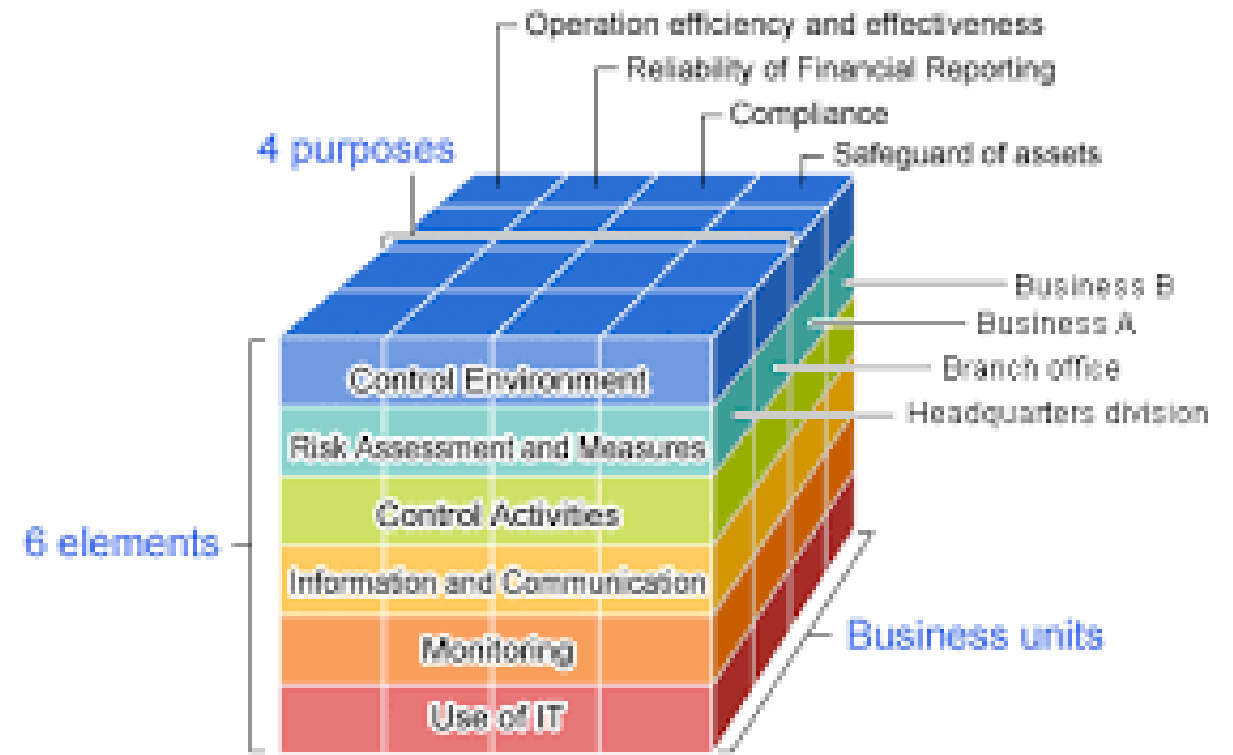 Operation efficiency and effectiveness
Reliability of Financial Reporting
Compliance
4 purposes
Safeguard of assets
Business B
Business A
Control Environment
Branch office
Headquarters division
Risk Assessment and Measures
Control Activities
6 elements
Information and Communication
Business units
Monitoring
Use of IT